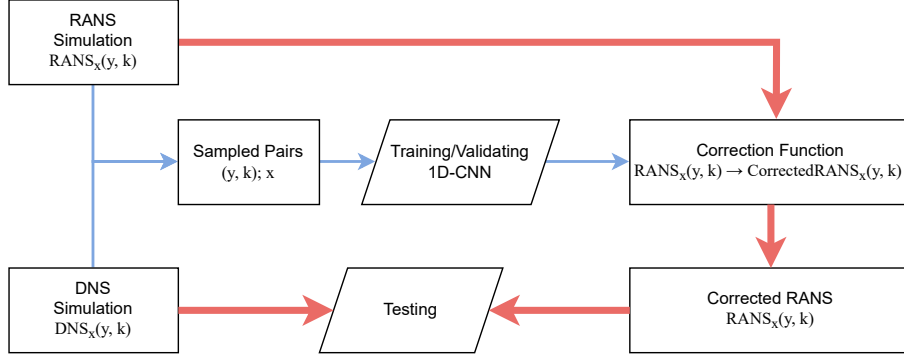 RANS
Simulation
RANSₓ(y, k)
Sampled Pairs
(y, k); x
Training/Validating
1D-CNN
Correction Function
RANSₓ(y, k) → CorrectedRANSₓ(y, k)
DNS
Simulation
DNSₓ(y, k)
Testing
Corrected RANS
RANSₓ(y, k)